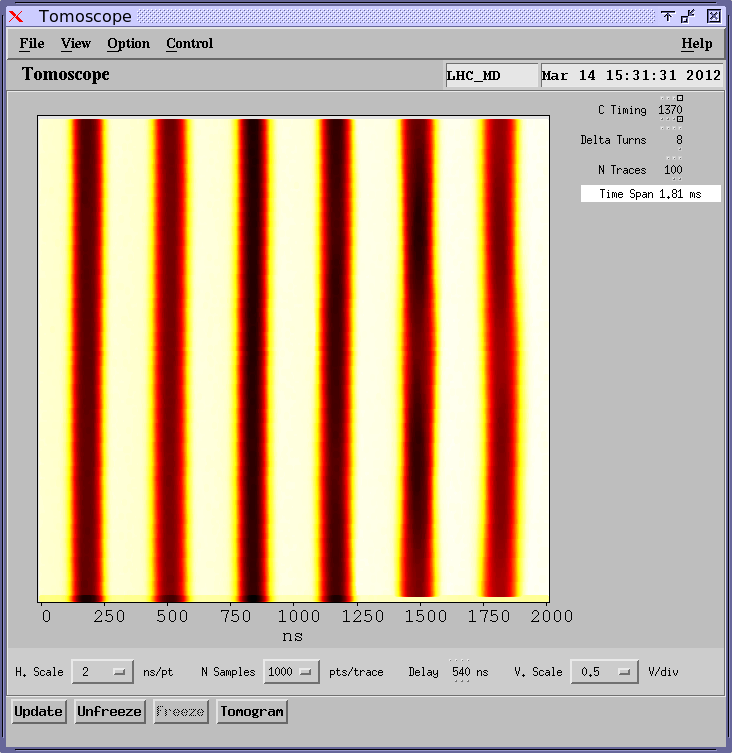 Tomoscope
File View Option Control Help
Tomoscope LHC_MD Mar 14 15:31:31 2012
C Timing 1370
Delta Turns 8
N Traces 100
Time Span 1.81 ms
0 250 500 750 1000 1250 1500 1750 2000
ns
H. Scale 2 ns/pt N Samples 1000 pts/trace Delay 540 ns V. Scale 0.5 V/div
Update Unfreeze Freeze Tomogram